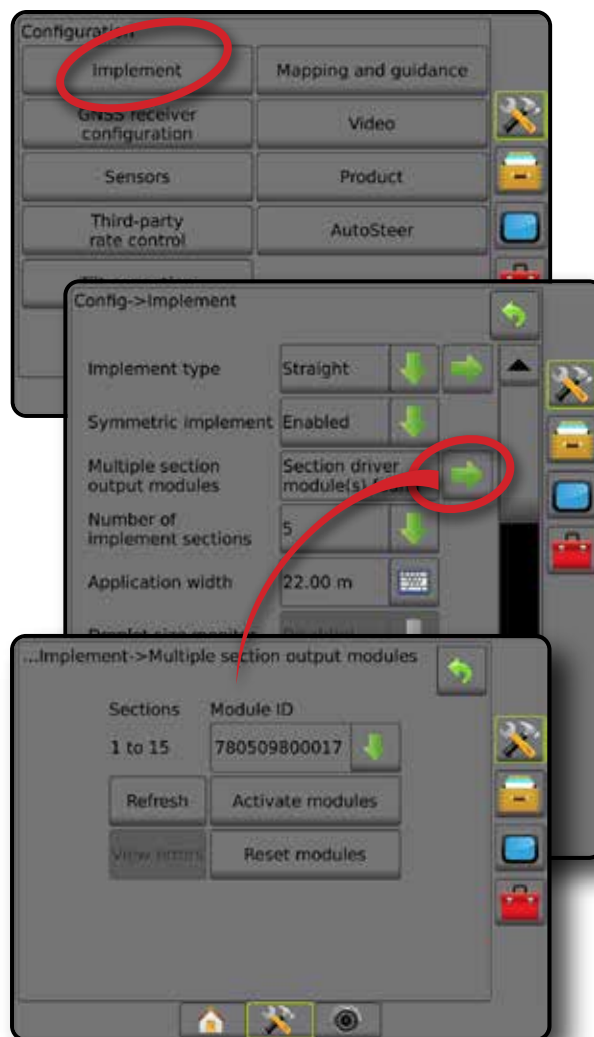 Configuration
Implement
Mapping and guidance
GNSS receiver
configuration
Video
Sensors
Product
Third-party
rate control
AutoSteer
Config->Implement
Implement type
Straight
Symmetric implement
Enabled
Multiple section
output modules
Section driver
module(s)
Number of
implement sections
5
Application width
22.00 m
...Implement->Multiple section output modules
Sections
Module ID
1 to 15
780509800017
Refresh
Activate modules
View errors
Reset modules